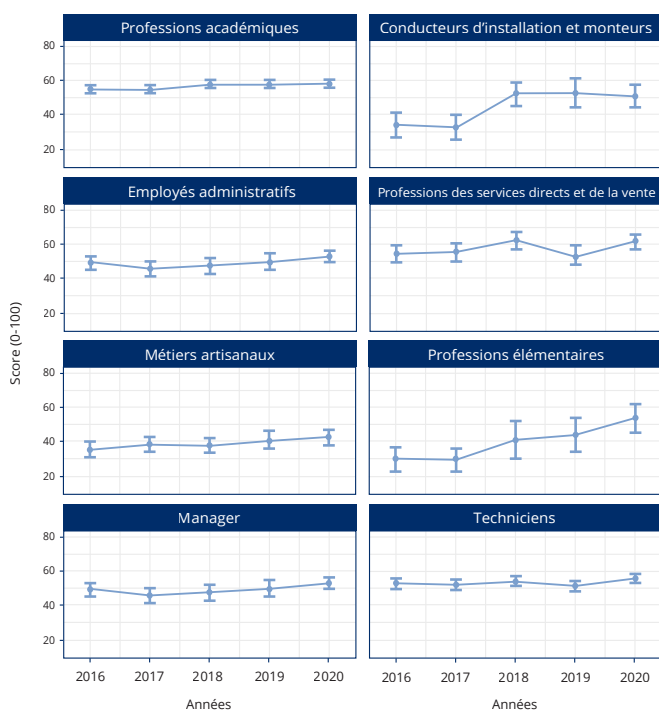 Professions académiques
Conducteurs d’installation et monteurs
80
60
40
20
Employés administratifs
Professions des services directs et de la vente
80
60
40
20
Score (0-100)
Métiers artisanaux
Professions élémentaires
80
60
40
20
Manager
Techniciens
80
60
40
20
2016 2017 2018 2019 2020
2016 2017 2018 2019 2020
Années
Années